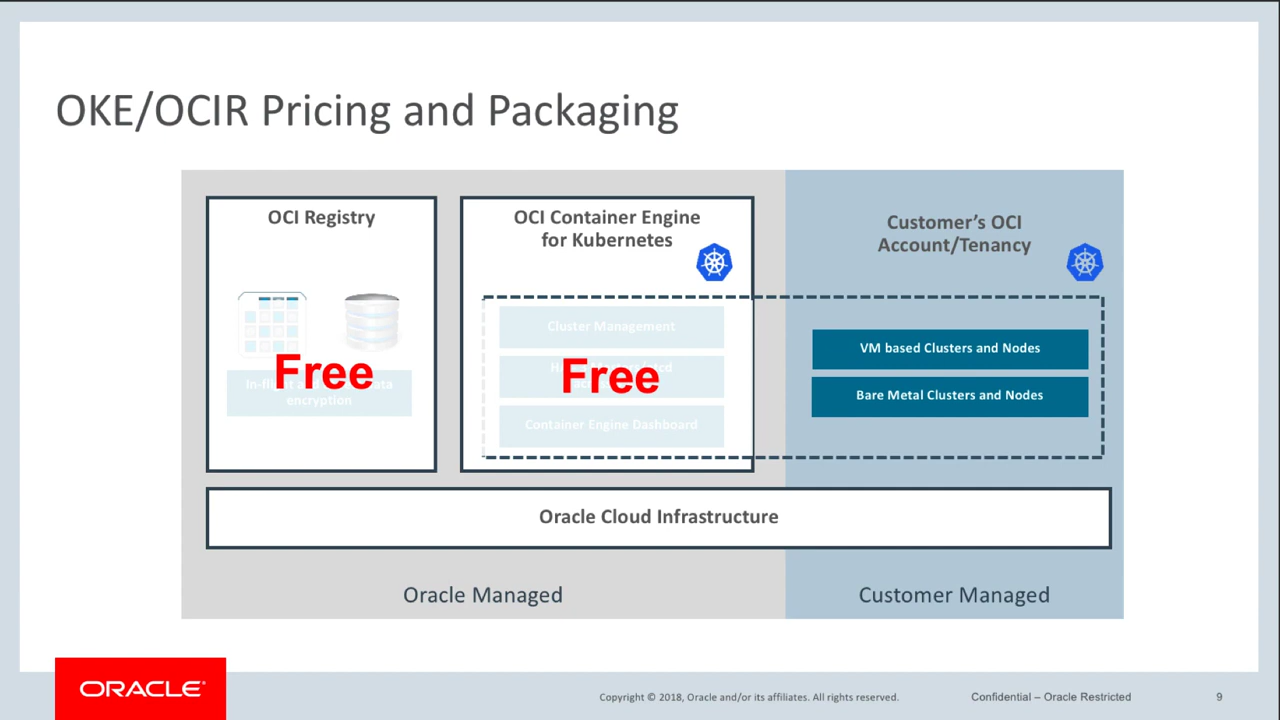 OKE/OCIR Pricing and Packaging
OCI Registry
Free
encryption
OCI Container Engine
for Kubernetes
Cluster Management
Free
Container Engine Dashboard
Customer’s OCI
Account/Tenancy
VM based Clusters and Nodes
Bare Metal Clusters and Nodes
Oracle Cloud Infrastructure
Oracle Managed
Customer Managed
ORACLE®
Copyright © 2018, Oracle and/or its affiliates. All rights reserved.
Confidential – Oracle Restricted
9